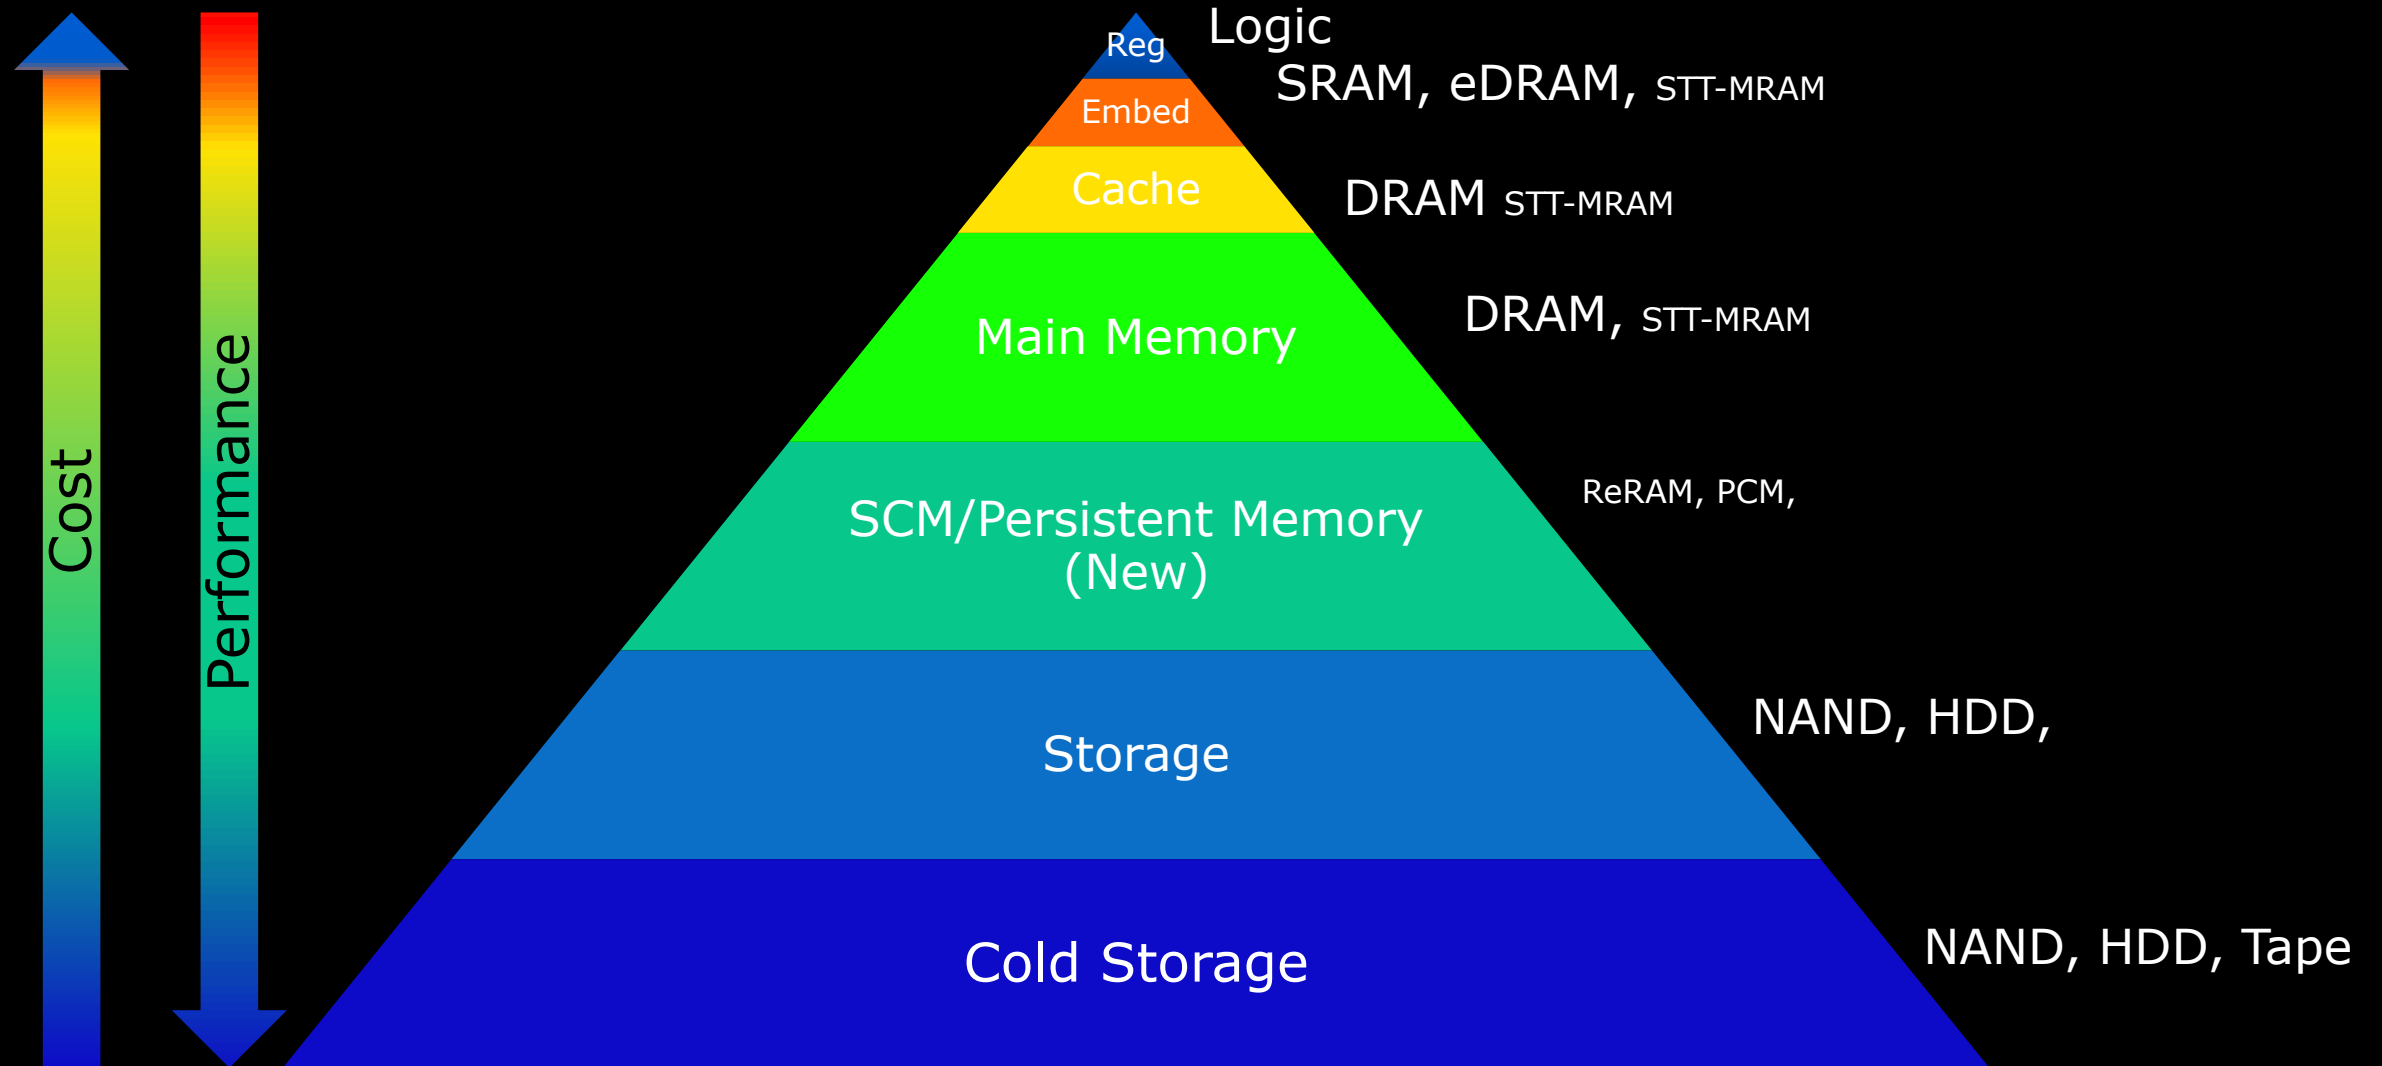 Cost
Performance
Reg
Logic
Embed
SRAM, eDRAM, STT-MRAM
Cache
DRAM STT-MRAM
Main Memory
DRAM, STT-MRAM
SCM/Persistent Memory
(New)
ReRAM, PCM,
Storage
NAND, HDD,
Cold Storage
NAND, HDD, Tape